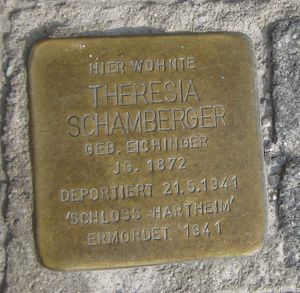 HIER WOHNTE
THERESIA
SCHAMBERGER
GEB. EICHINGER
JG. 1872
DEPORTIERT 21.5.1941
'SCHLOSS HARTHEIM'
ERMORDET 1941